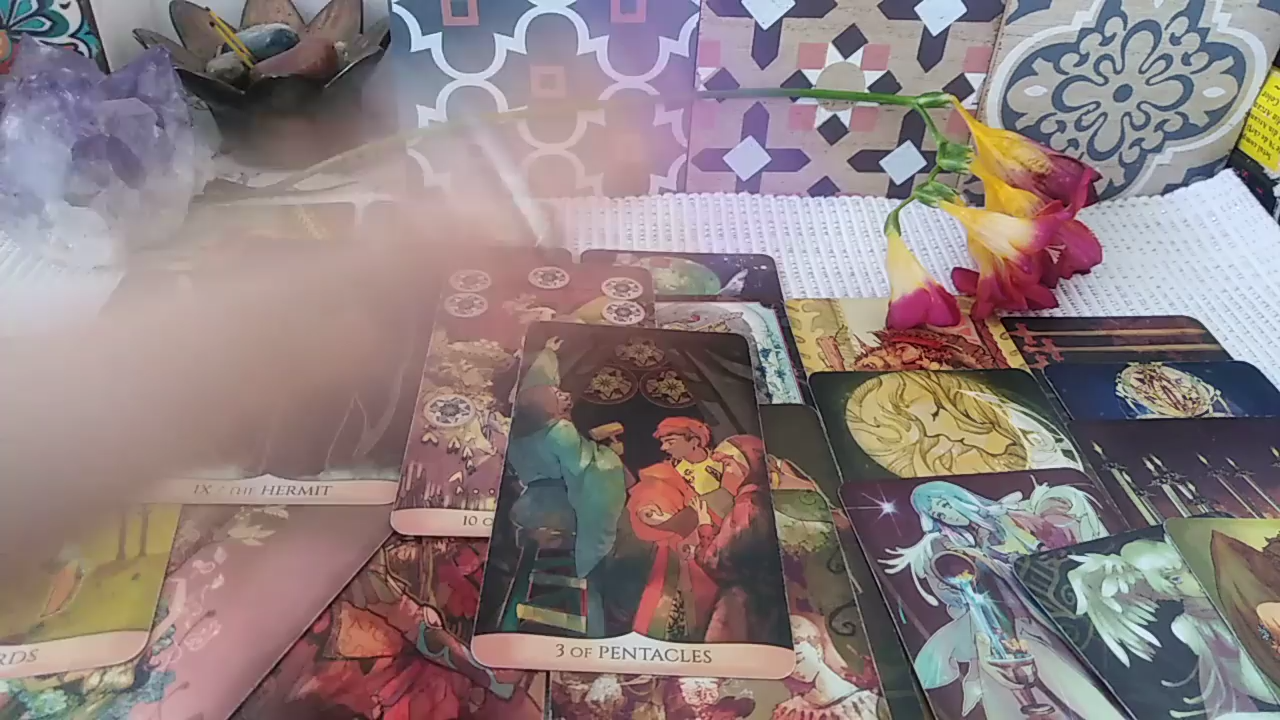 IX THE HERMIT
10 O
RDS
3 OF PENTACLES